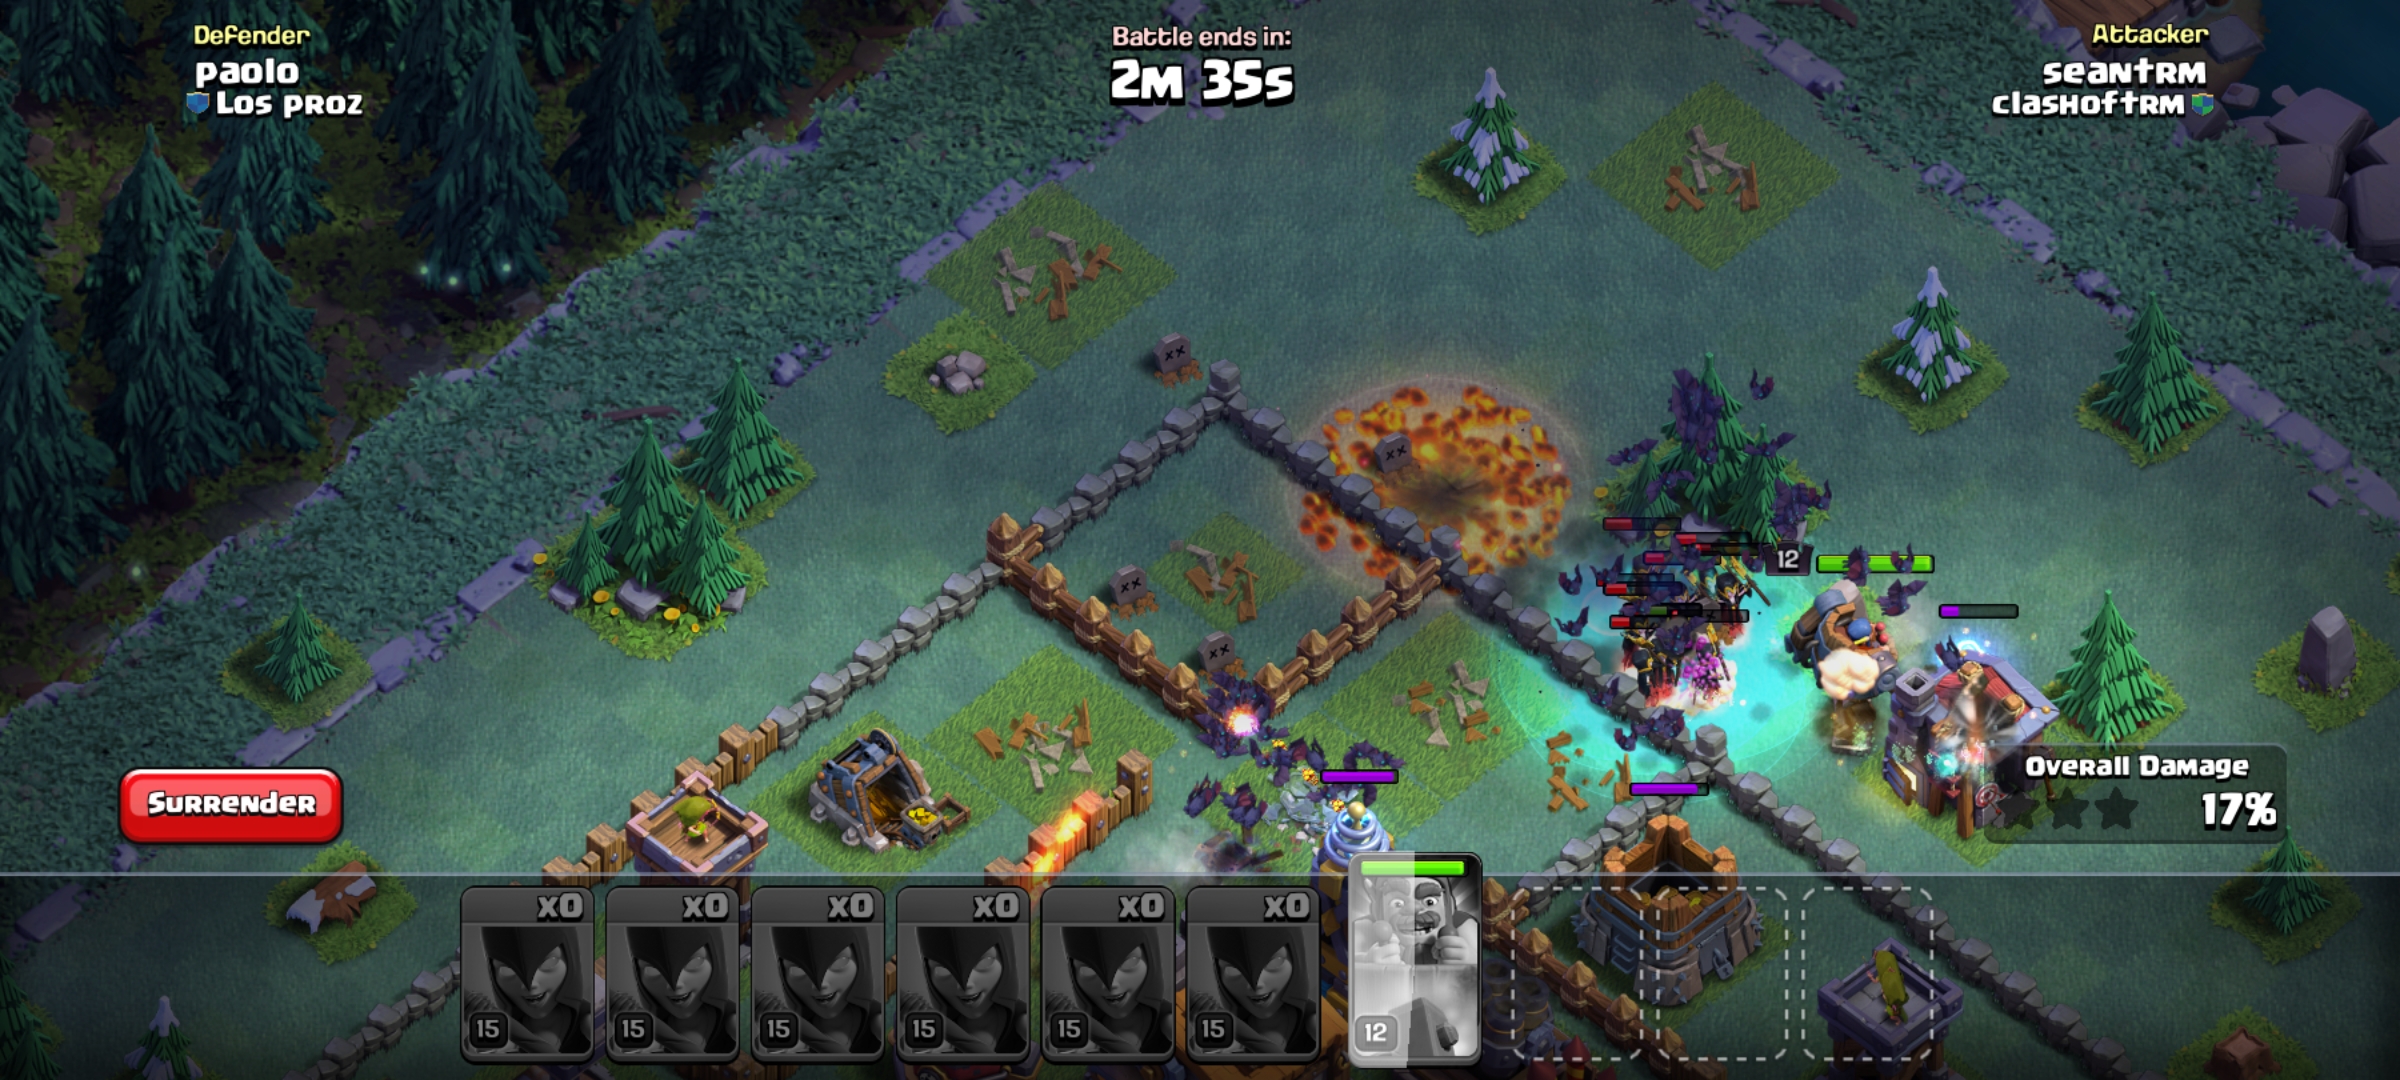 Defender
paolo
Los proz
Battle ends in:
2m 35s
Attacker
seantrm
clashoftrm
12
Surrender
Overall Damage
17%
x0
x0
x0
x0
x0
x0
15
15
15
15
15
15
12